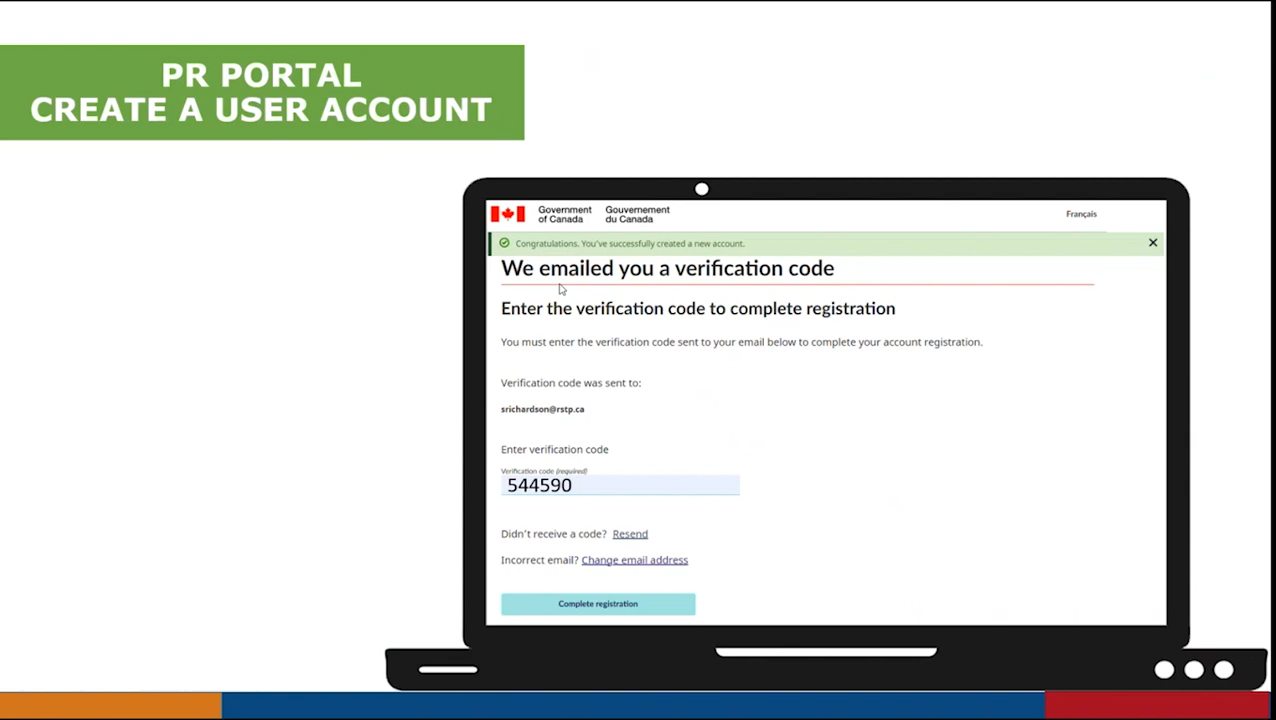 PR PORTAL
CREATE A USER ACCOUNT
Government of Canada
Gouvernement du Canada
Français
Congratulations. You've successfully created a new account.
We emailed you a verification code
Enter the verification code to complete registration
You must enter the verification code sent to your email below to complete your account registration.
Verification code was sent to:
srichardson@rstp.ca
Enter verification code
Verification code (required)
544590
Didn't receive a code? Resend
Incorrect email? Change email address
Complete registration